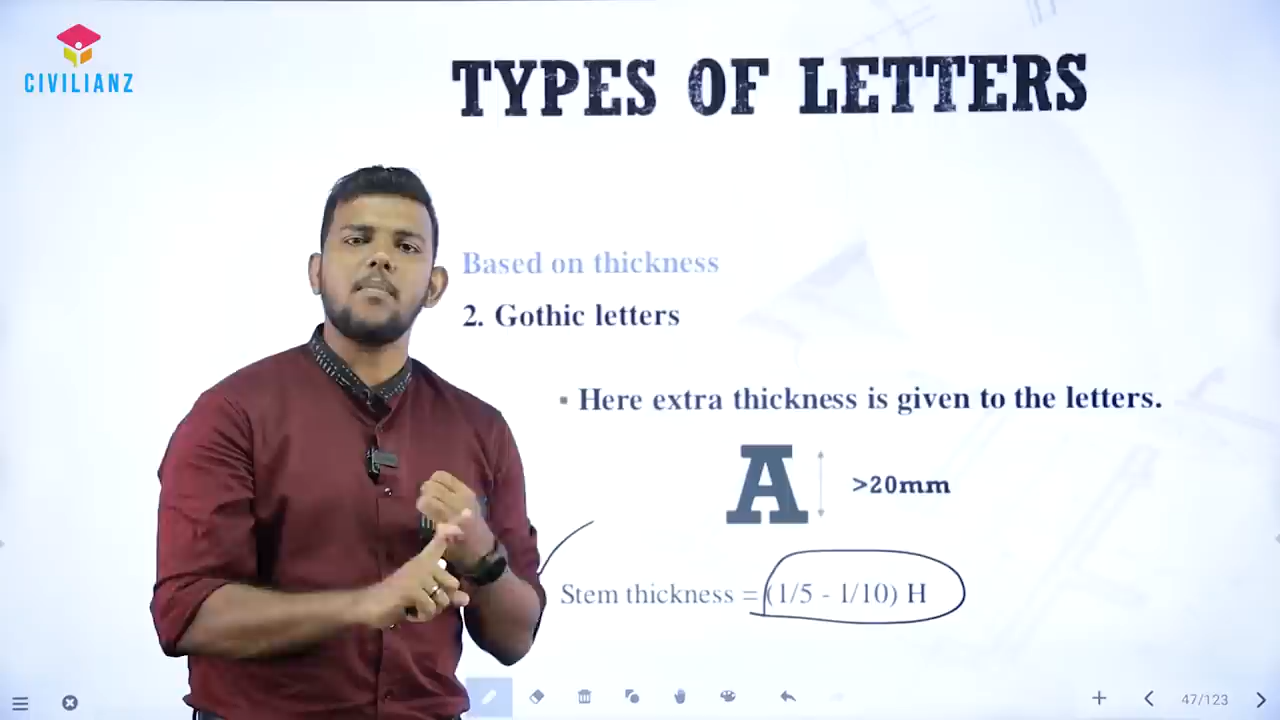 CIVILIANZ
TYPES OF LETTERS
Based on thickness
2. Gothic letters
▪ Here extra thickness is given to the letters.
A >20mm
Stem thickness = (1/5 - 1/10) H
47/123